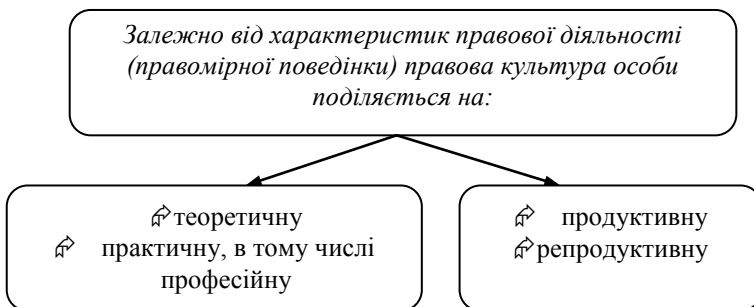 Залежно від характеристик правової діяльності
(правомірної поведінки) правова культура особи
поділяється на:
теоретичну
практичну, в тому числі
професійну
продуктивну
репродуктивну